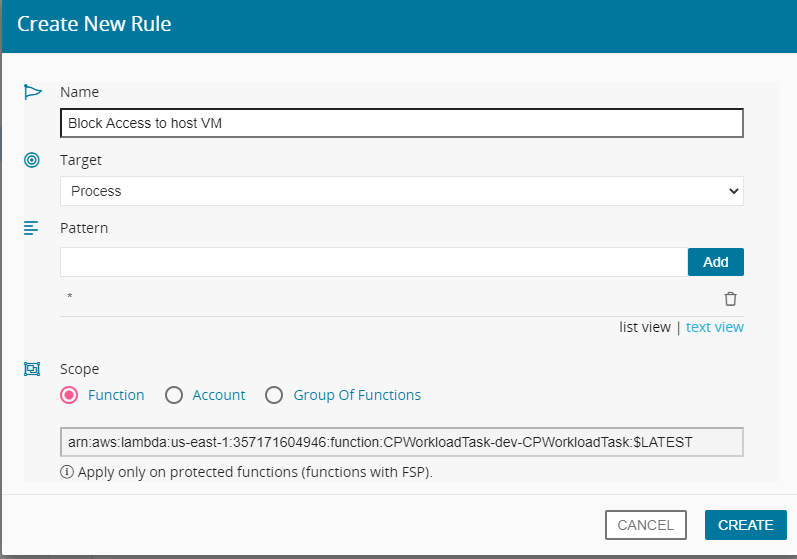 Create New Rule
Name
Block Access to host VM
Target
Process
Pattern
Add
*
list view | text view
Scope
Function Account Group Of Functions
arn:aws:lambda:us-east-1:357171604946:function:CPWorkloadTask-dev-CPWorkloadTask:$LATEST
Apply only on protected functions (functions with FSP).
CANCEL CREATE